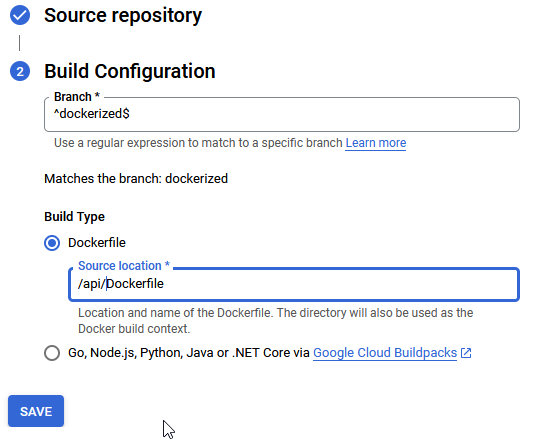 Source repository
2
Build Configuration
Branch *
^dockerized$
Use a regular expression to match to a specific branch Learn more
Matches the branch: dockerized
Build Type
Dockerfile
Source location *
/api/Dockerfile
Location and name of the Dockerfile. The directory will also be used as the
Docker build context.
Go, Node.js, Python, Java or .NET Core via Google Cloud Buildpacks
SAVE